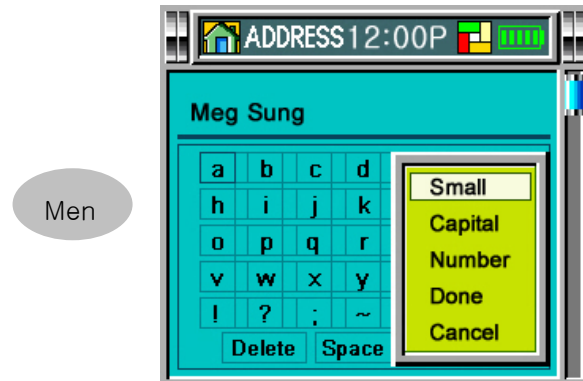 ADDRESS 12:00P
Meg Sung
a b c d
h i j k
o p q r
v w x y
! ? ; ~
Delete Space
Small
Capital
Number
Done
Cancel
Men